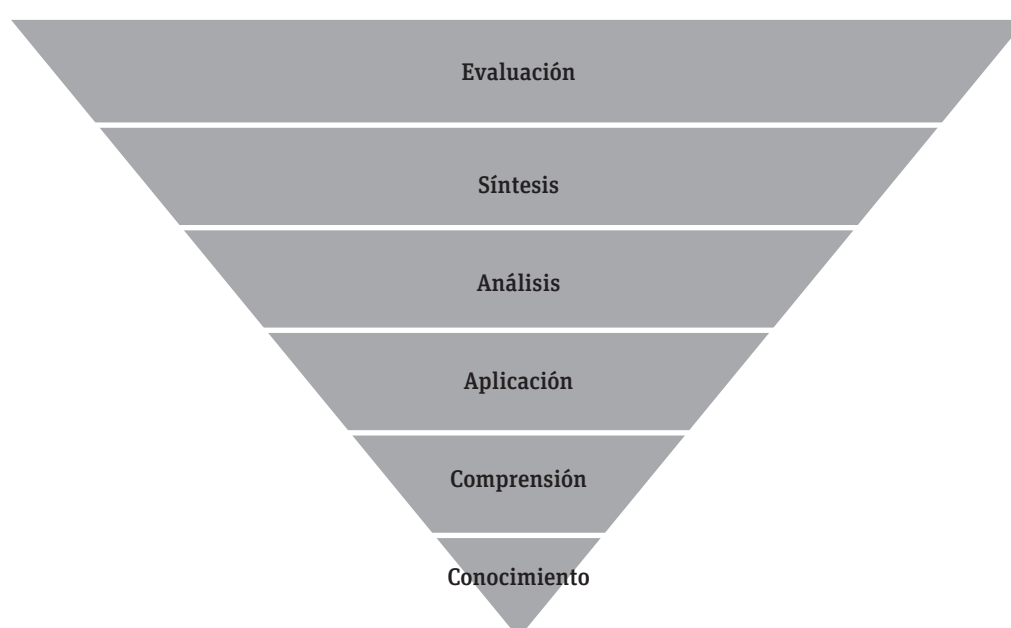 Evaluación
Síntesis
Análisis
Aplicación
Comprensión
Conocimiento